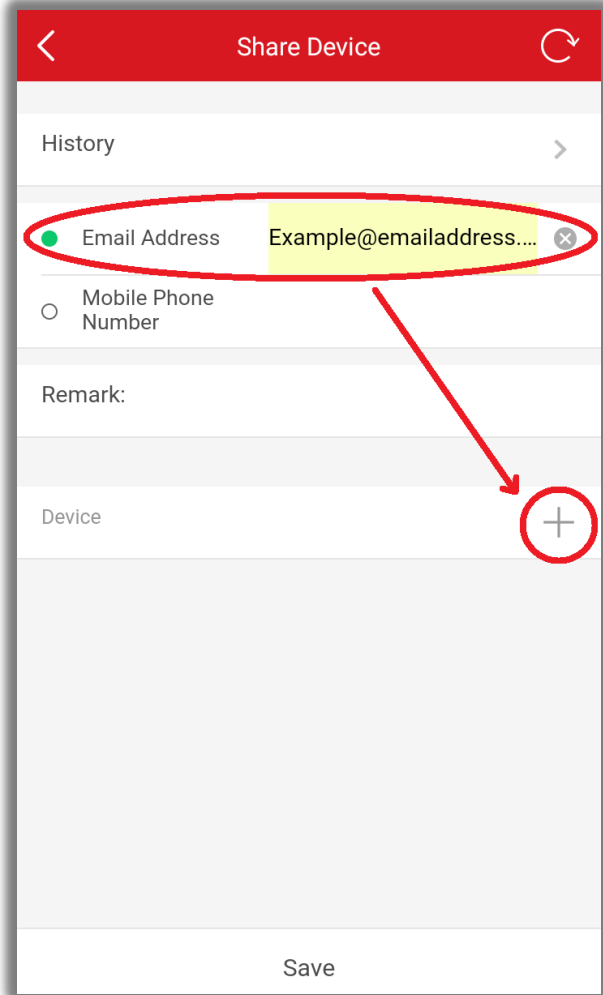 Share Device
History
Email Address Example@emailaddress....
Mobile Phone
Number
Remark:
Device
Save